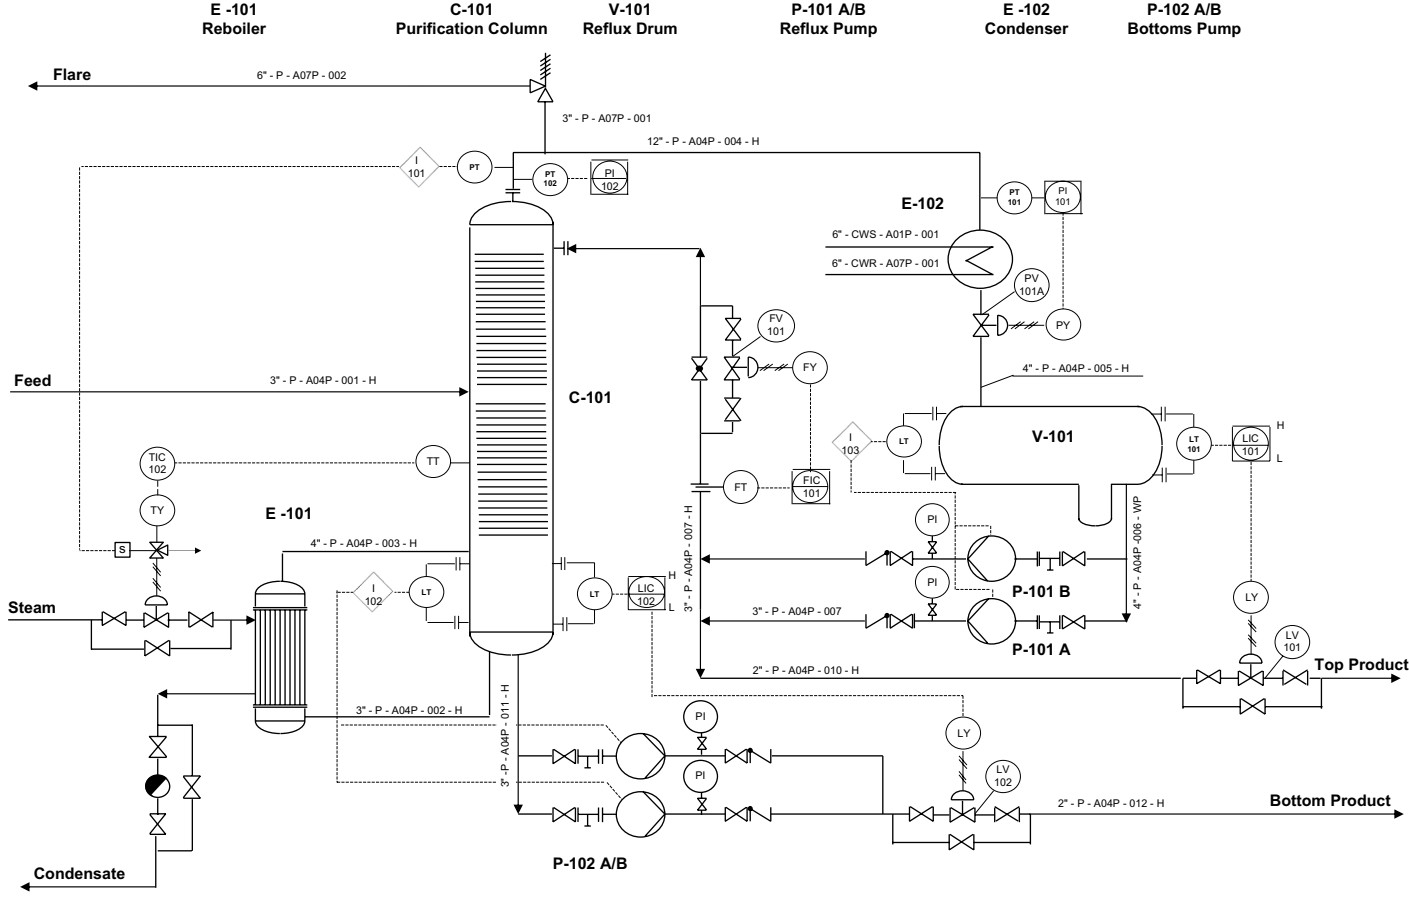 E -101
Reboiler
C-101
Purification Column
V-101
Reflux Drum
P-101 A/B
Reflux Pump
E -102
Condenser
P-102 A/B
Bottoms Pump
Flare
6" - P - A07P - 002
3" - P - A07P - 001
12" - P - A04P - 004 - H
I
101
PT
PT
102
PI
102
E-102
PT
101
PI
101
6" - CWS - A01P - 001
6" - CWR - A07P - 001
PV
101A
PY
FV
101
FY
4" - P - A04P - 005 - H
Feed
3" - P - A04P - 001 - H
C-101
I
103
LT
V-101
LT
101
LIC
101
H
L
TIC
102
TT
FT
FIC
101
TY
E -101
S
4" - P - A04P - 003 - H
3" - P - A04P - 007 - H
PI
P-101 B
4" - P - A04P -006 - WP
I
102
LT
LT
LIC
102
H
L
PI
LY
Steam
3" - P - A04P - 007
P-101 A
LV
101
2" - P - A04P - 010 - H
Top Product
3" - P - A04P - 002 - H
3" -P - A04P - 011 - H
PI
LY
PI
LV
102
2" - P - A04P - 012 - H
Bottom Product
P-102 A/B
Condensate